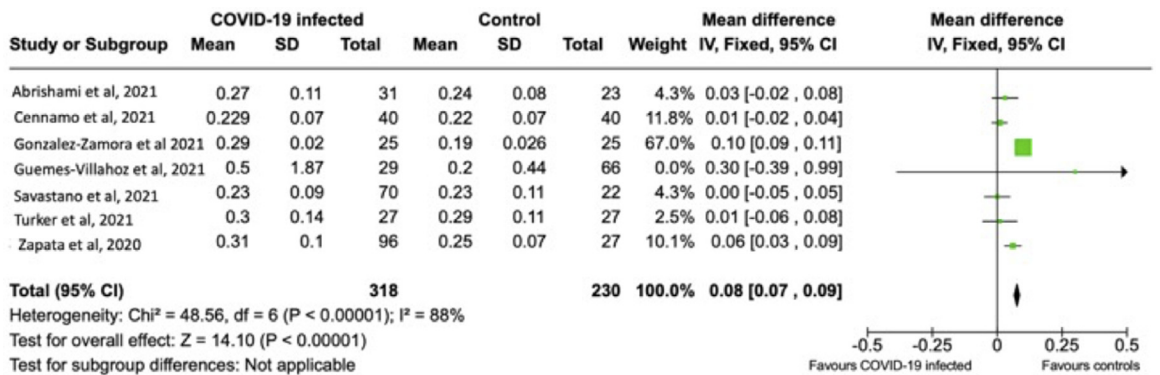 COVID-19 infected Control Mean difference Mean difference
Study or Subgroup Mean SD Total Mean SD Total Weight IV, Fixed, 95% CI IV, Fixed, 95% CI
Abrishami et al, 2021 0.27 0.11 31 0.24 0.08 23 4.3% 0.03 [-0.02 , 0.08]
Cennamo et al, 2021 0.229 0.07 40 0.22 0.07 40 11.8% 0.01 [-0.02 , 0.04]
Gonzalez-Zamora et al 2021 0.29 0.02 25 0.19 0.026 25 67.0% 0.10 [0.09 , 0.11]
Guemes-Villahoz et al, 2021 0.5 1.87 29 0.2 0.44 66 0.0% 0.30 [-0.39 , 0.99]
Savastano et al, 2021 0.23 0.09 70 0.23 0.11 22 4.3% 0.00 [-0.05 , 0.05]
Turker et al, 2021 0.3 0.14 27 0.29 0.11 27 2.5% 0.01 [-0.06 , 0.08]
Zapata et al, 2020 0.31 0.1 96 0.25 0.07 27 10.1% 0.06 [0.03 , 0.09]
Total (95% CI) 318 230 100.0% 0.08 [0.07 , 0.09]
Heterogeneity: Chi² = 48.56, df = 6 (P < 0.00001); I² = 88%
Test for overall effect: Z = 14.10 (P < 0.00001)
Test for subgroup differences: Not applicable
-0.5 -0.25 0 0.25 0.5
Favours COVID-19 infected Favours controls